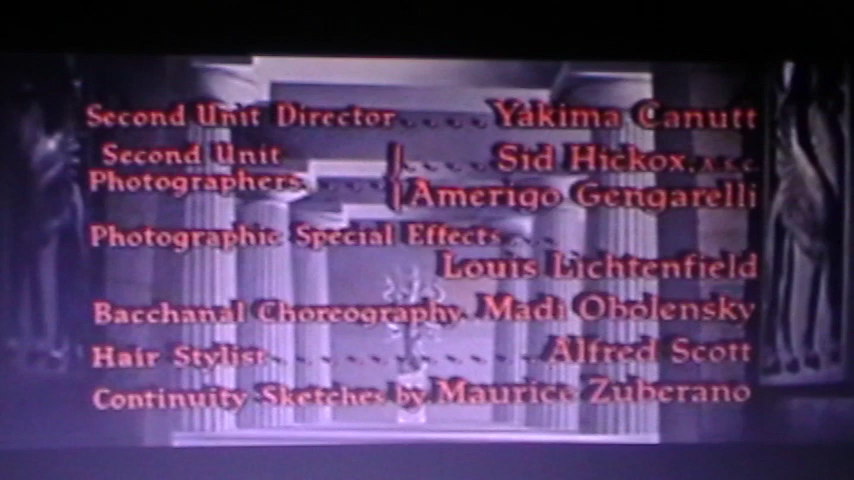 Second Unit Director.....Yakima Canutt
Second Unit Photographers.... Sid Hickox, A.S.C.
Amerigo Gengarelli
Photographic Special Effects...
Louis Lichtenfield
Bacchanal Choreography. Madi Obolensky
Hair Stylist.............Alfred Scott
Continuity Sketches by Maurice Zuberano